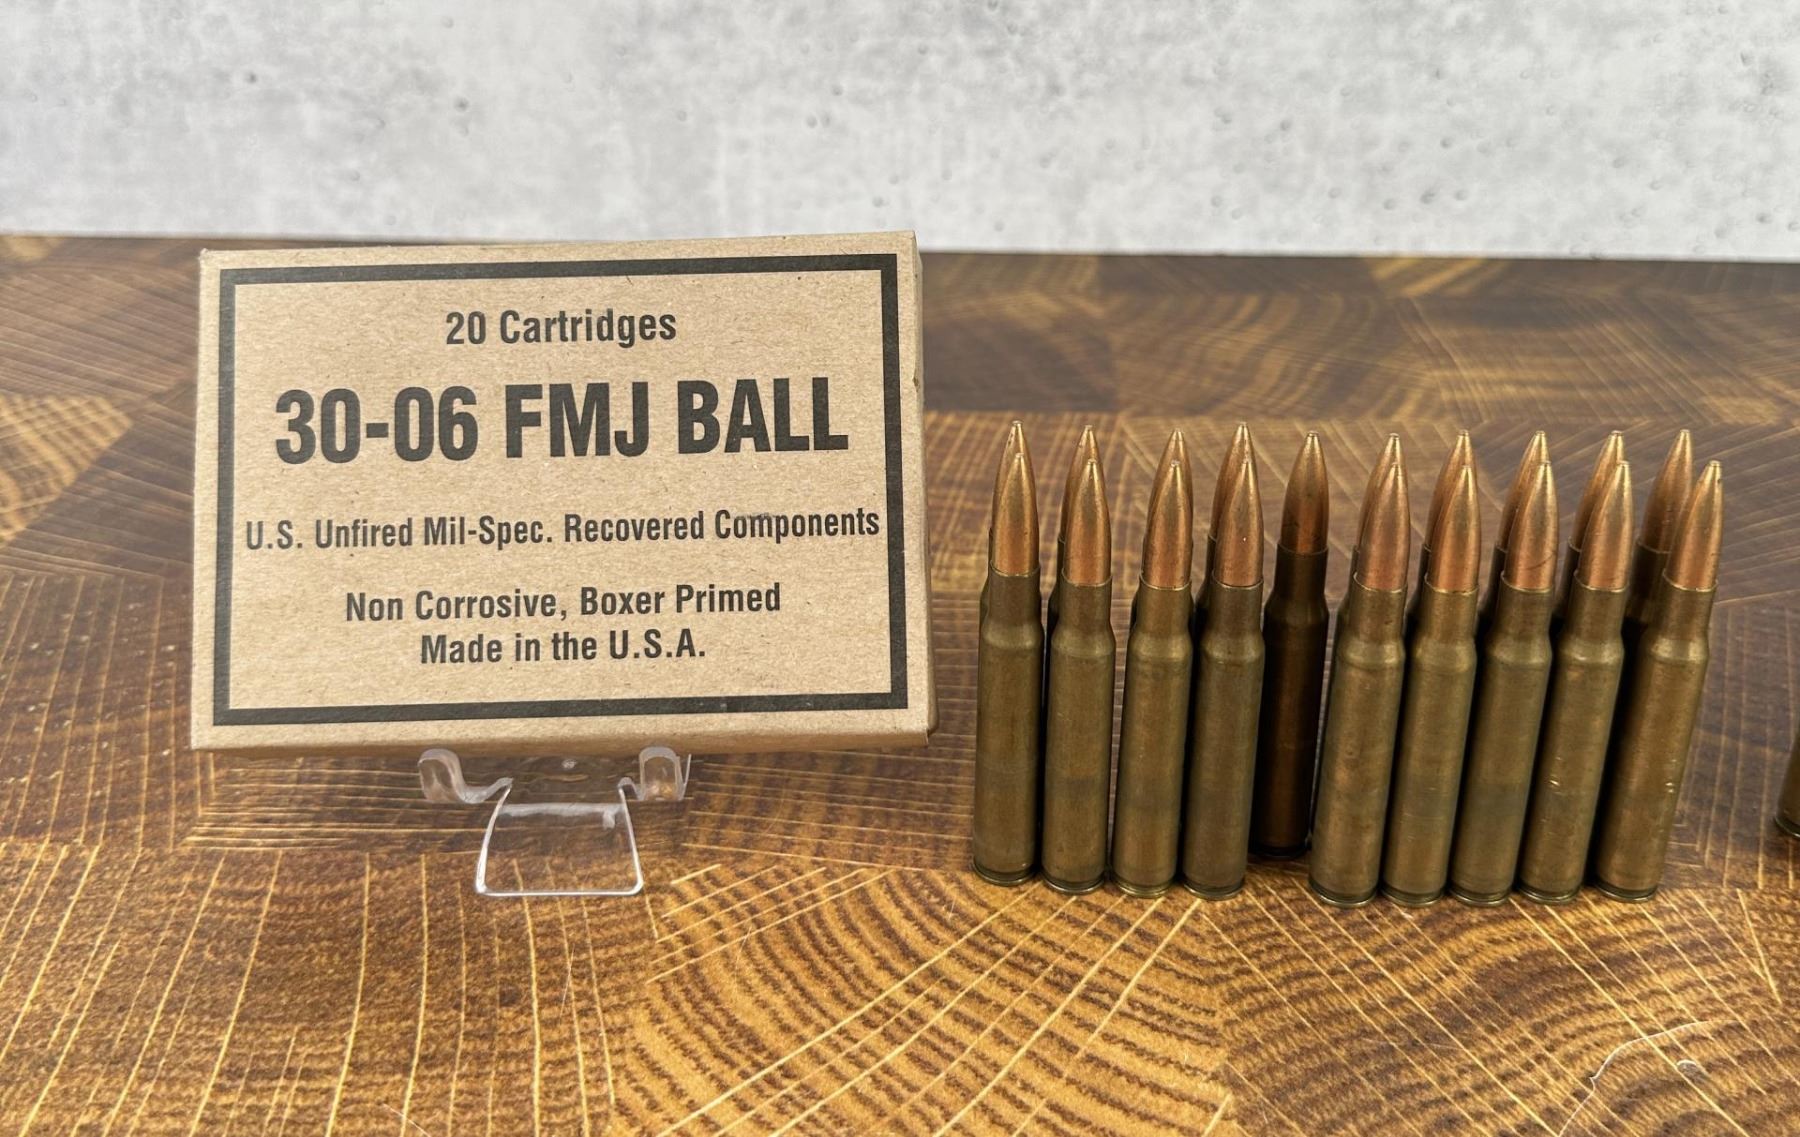 20 Cartridges
30-06 FMJ BALL
U.S. Unfired Mil-Spec. Recovered Components
Non Corrosive, Boxer Primed
Made in the U.S.A.